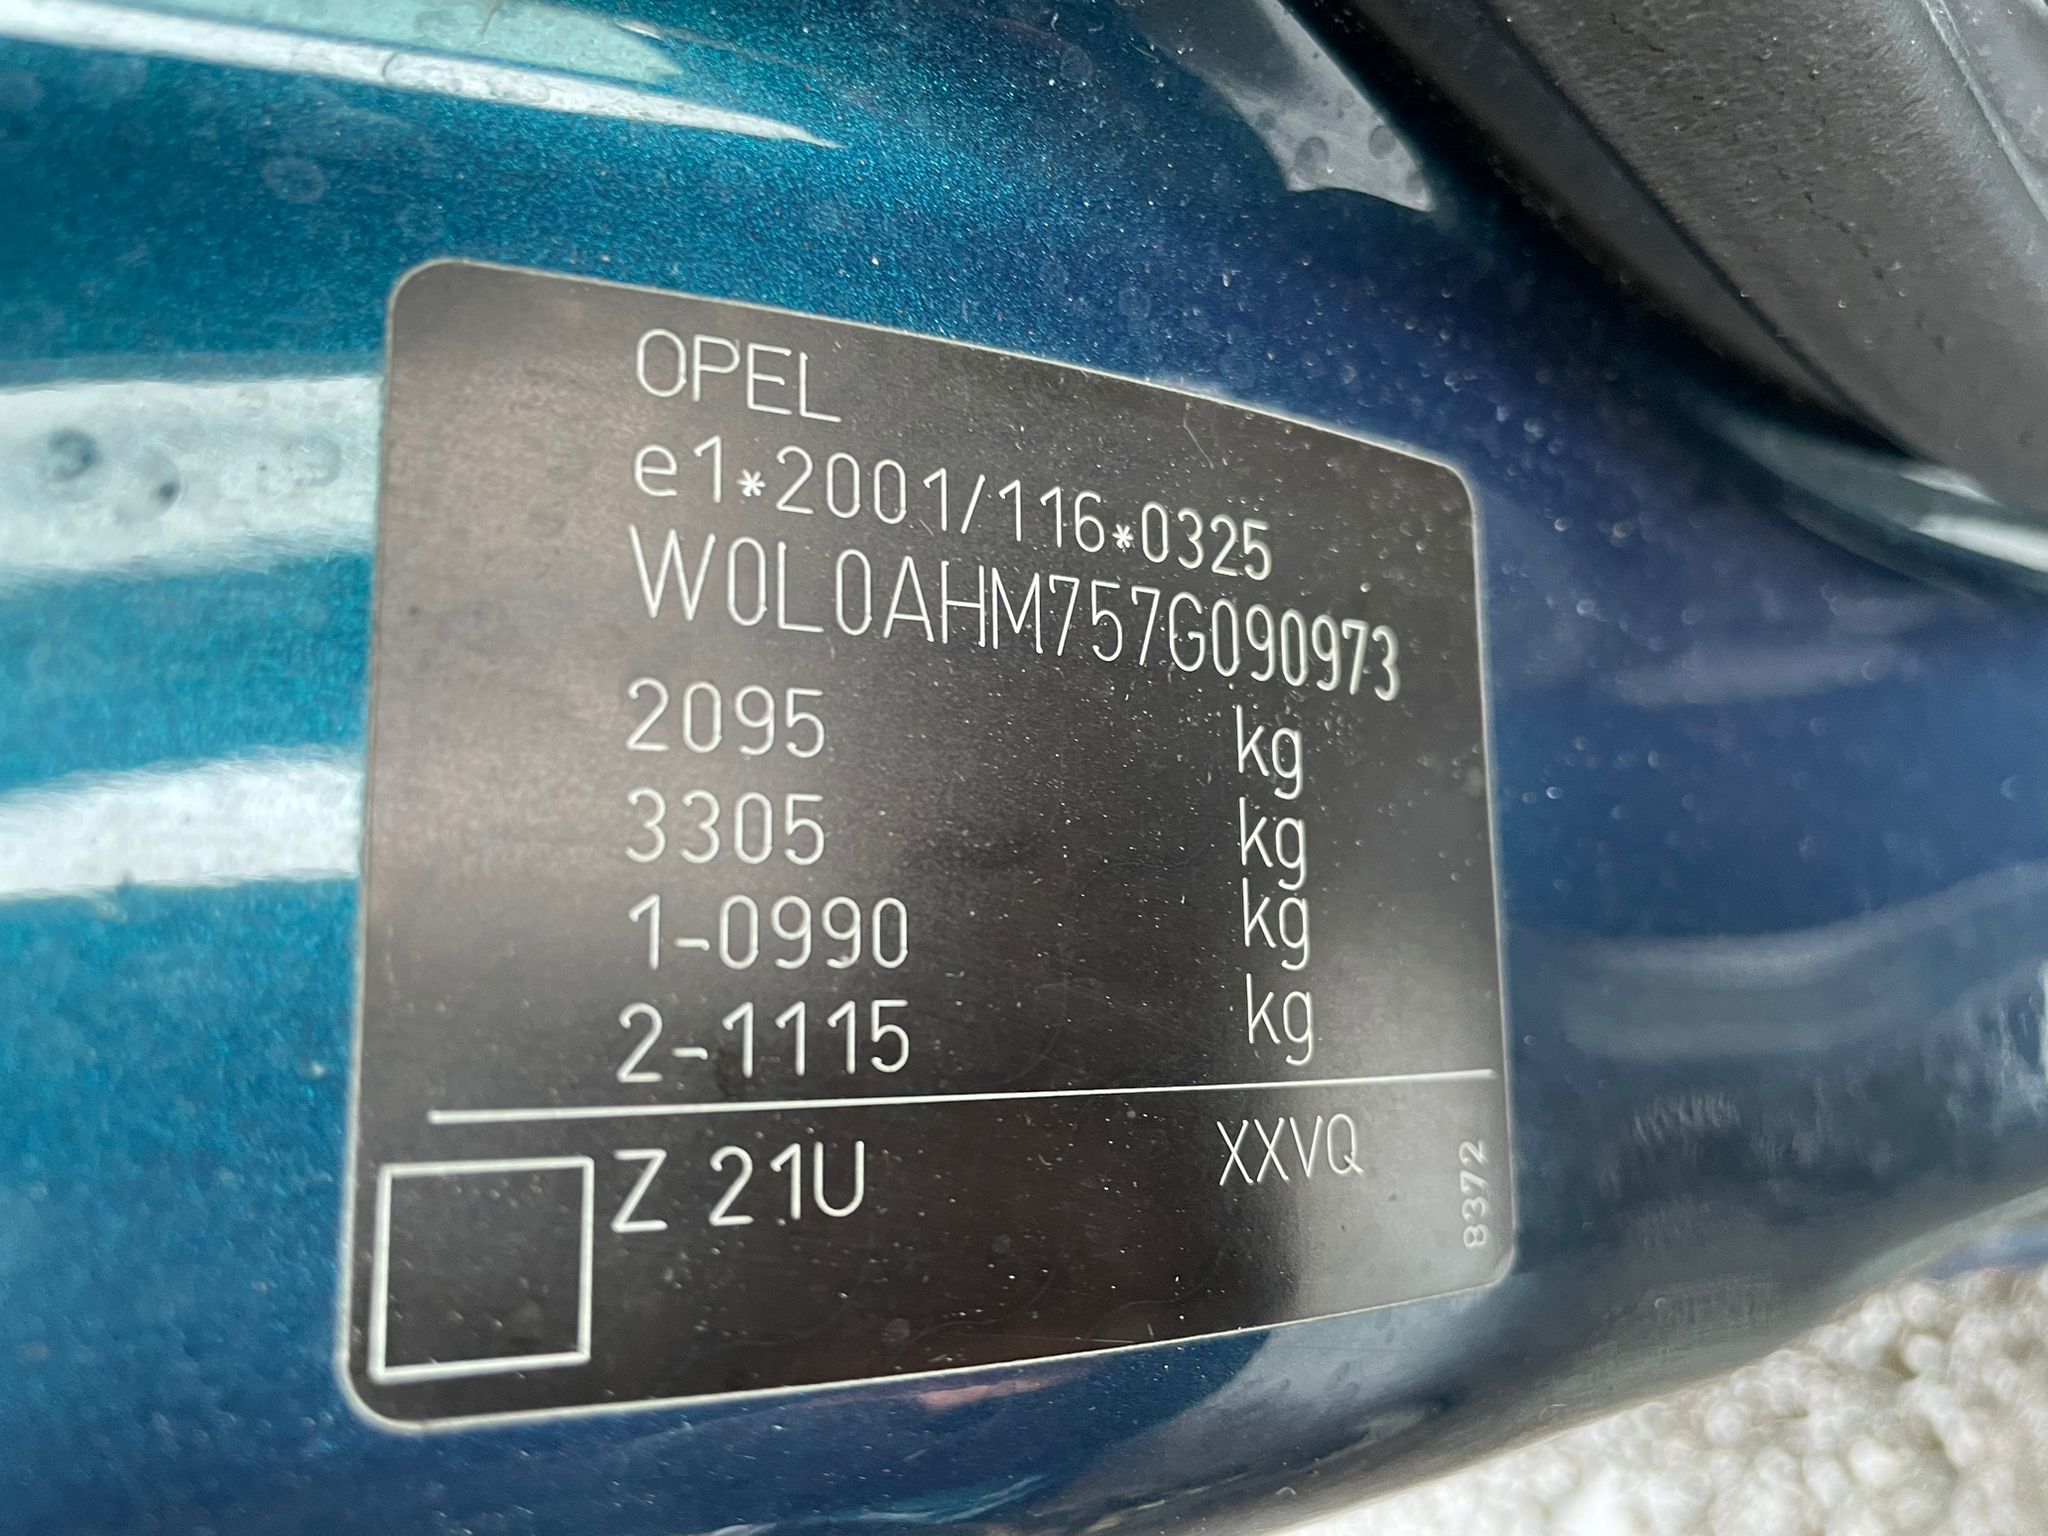 OPEL
e1*2001/116*0325
W0L0AHM757G090973
2095 kg
3305 kg
1-0990 kg
2-1115 kg
Z 21U XXVQ
8372